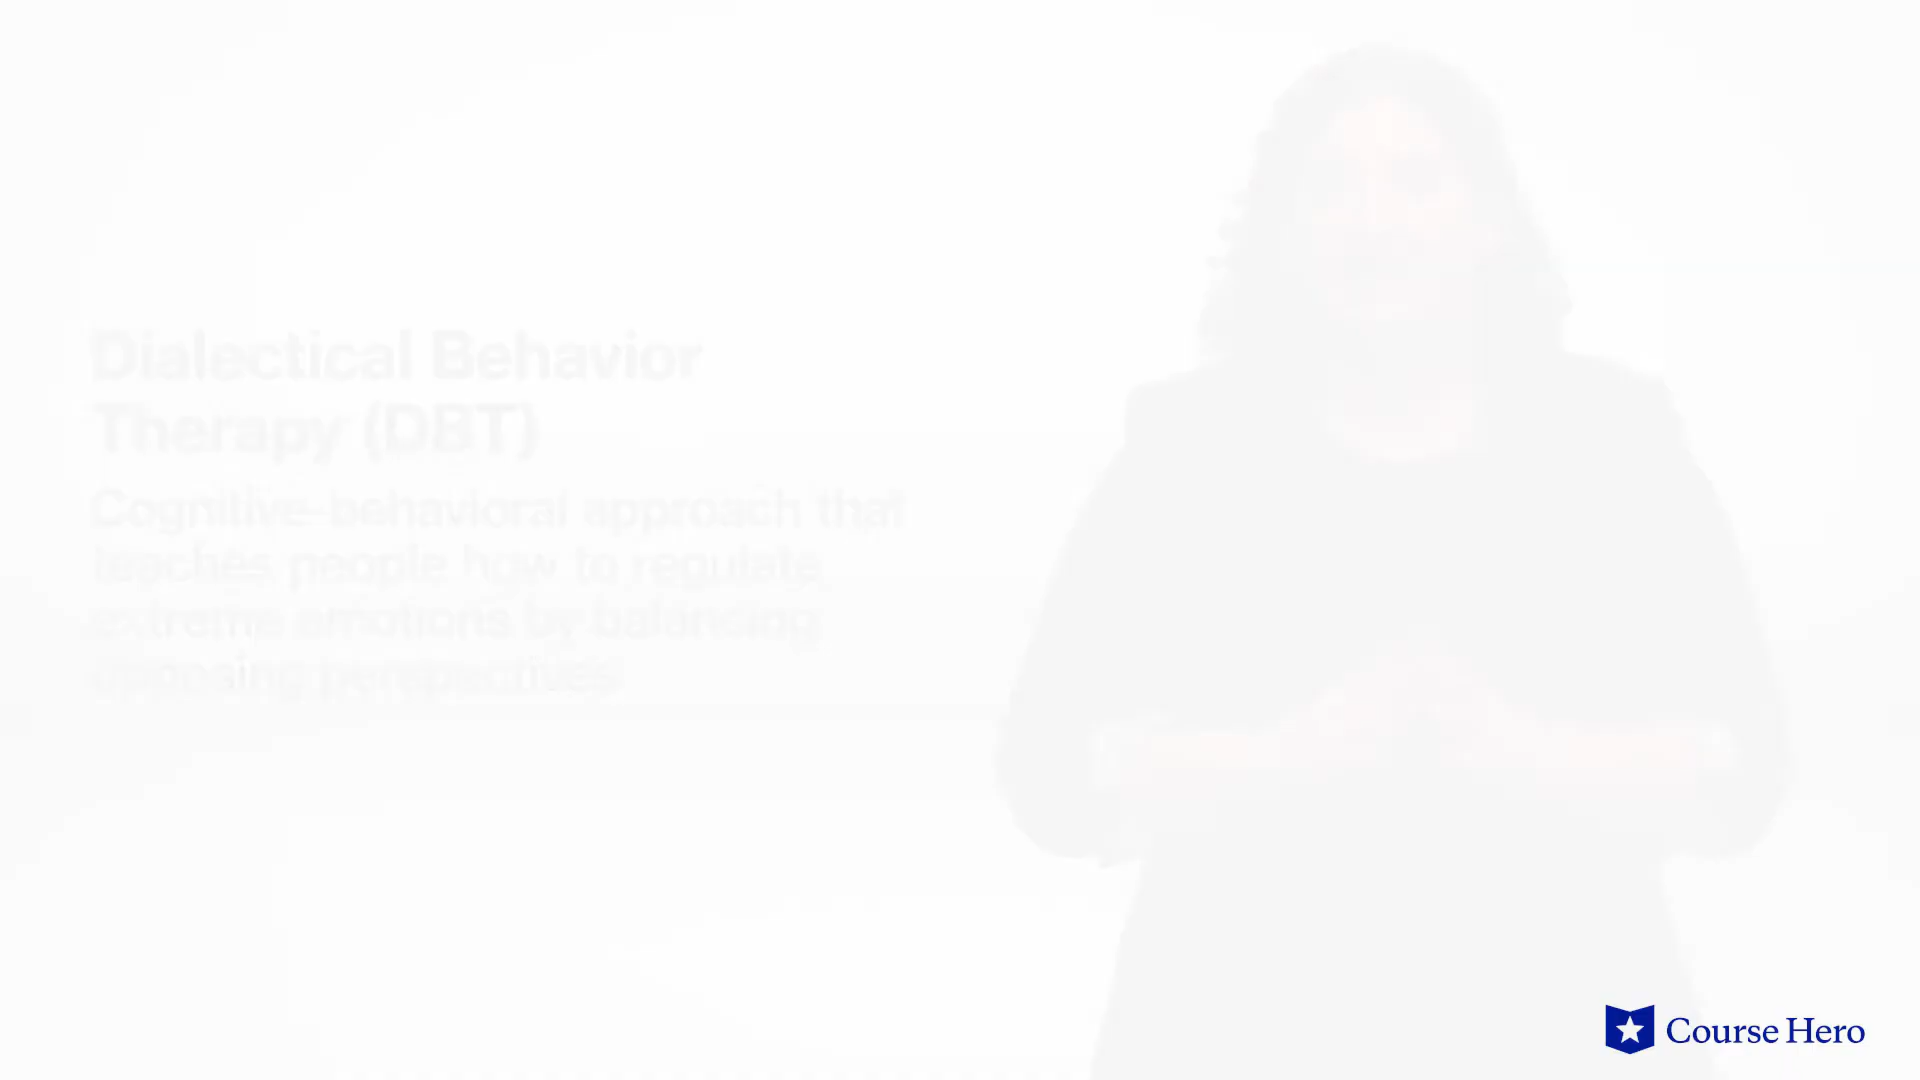 Dialectical Behavior
Therapy (DBT)
Cognitive-behavioral approach that
teaches people how to regulate
extreme emotions by balancing
opposing perspectives
Course Hero